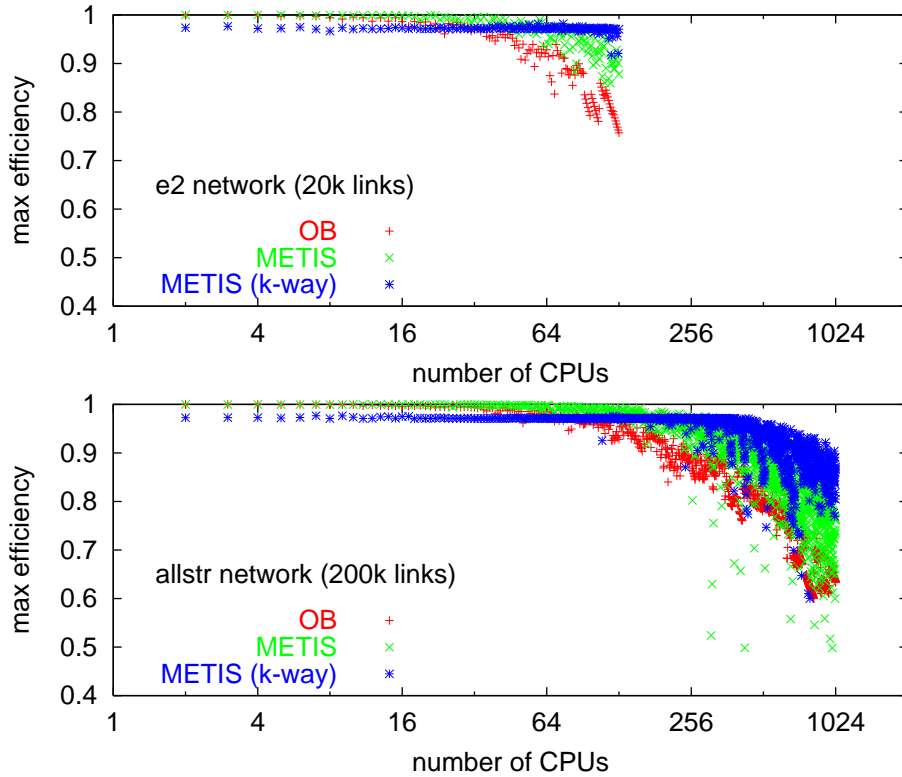 max efficiency
1
0.9
0.8
0.7
0.6
0.5
0.4
e2 network (20k links)
OB
METIS
METIS (k-way)
1 4 16 64 256 1024
number of CPUs
max efficiency
1
0.9
0.8
0.7
0.6
0.5
0.4
allstr network (200k links)
OB
METIS
METIS (k-way)
1 4 16 64 256 1024
number of CPUs